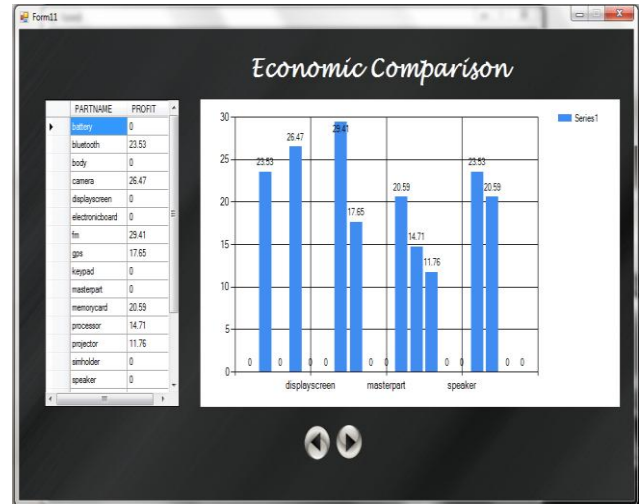 Form11
Economic Comparison
PARTNAME PROFIT
battery 0
bluetooth 23.53
body 0
camera 26.47
displayscreen 0
electronicboard 0
fm 29.41
gps 17.65
keypad 0
masterpart 0
memorycard 20.59
processor 14.71
projector 11.76
simholder 0
speaker 0
30
25
20
15
10
5
0
0 23.53 0 26.47 0 0 29.41 17.65 0 0 20.59 14.71 11.76 0 0 23.53 20.59 0 0
displayscreen masterpart speaker
Series1